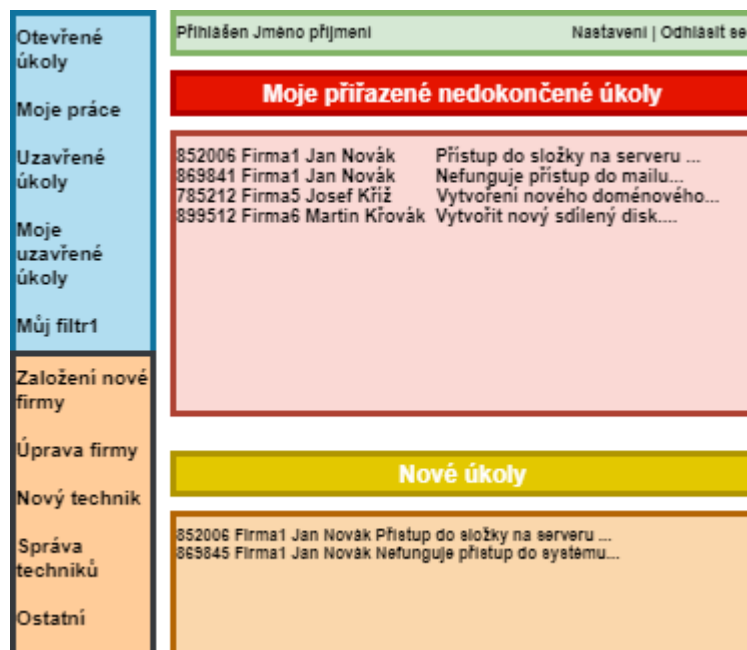 Otevřené
úkoly
Moje práce
Uzavřené
úkoly
Moje
uzavřené
úkoly
Můj filtr1
Založení nové
firmy
Úprava firmy
Nový technik
Správa
techniků
Ostatní
Přihlášen Jméno příjmení Nastavení | Odhlásit se
Moje přiřazené nedokončené úkoly
852006 Firma1 Jan Novák Přístup do složky na serveru ...
869841 Firma1 Jan Novák Nefunguje přístup do mailu...
785212 Firma5 Josef Kříž Vytvoření nového doménového...
899512 Firma6 Martin Křovák Vytvořit nový sdílený disk....
Nové úkoly
852006 Firma1 Jan Novák Přístup do složky na serveru ...
869845 Firma1 Jan Novák Nefunguje přístup do systému...